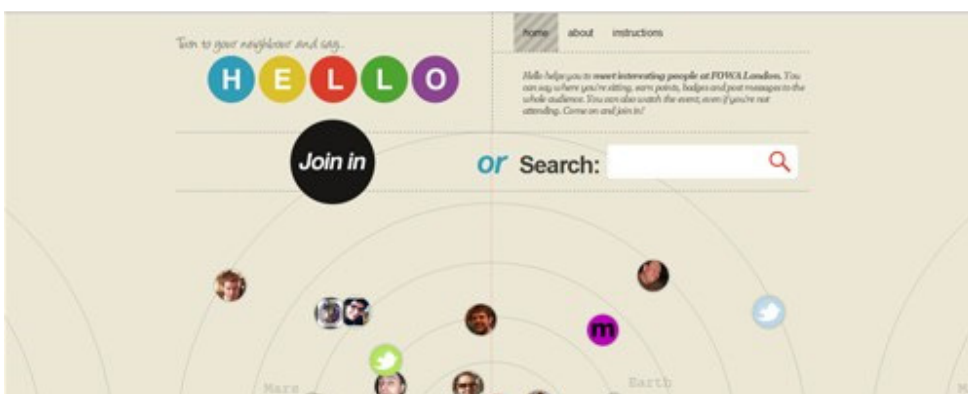 Turn to your neighbour and say...
HELLO
home about instructions
Hello helps you to meet interesting people at FOWA London. You
can say where you're sitting, earn points, badges and post messages to the
whole audience. You can also watch the event, even if you're not
attending. Come on and join in!
Join in
or Search:
m
Mars
Earth
M